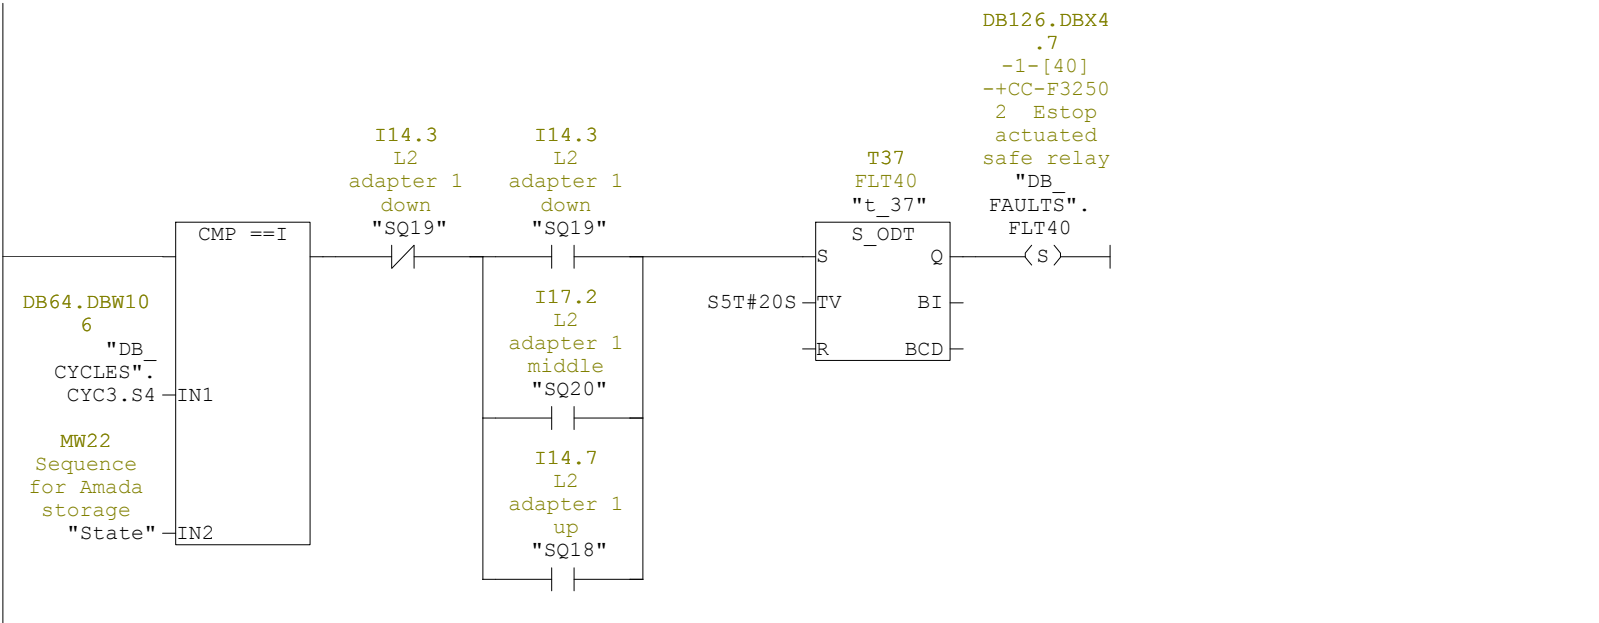 DB126.DBX4
.7
-1-[40]
-+CC-F3250
2  Estop
actuated
safe relay
"DB_
FAULTS".
FLT40
I14.3
L2
adapter 1
down
"SQ19"
I14.3
L2
adapter 1
down
"SQ19"
T37
FLT40
"t_37"
CMP ==I
S_ODT
S
Q
S
DB64.DBW10
6
"DB_
CYCLES".
CYC3.S4
IN1
S5T#20S
TV
BI
R
BCD
I17.2
L2
adapter 1
middle
"SQ20"
MW22
Sequence
for Amada
storage
"State"
IN2
I14.7
L2
adapter 1
up
"SQ18"